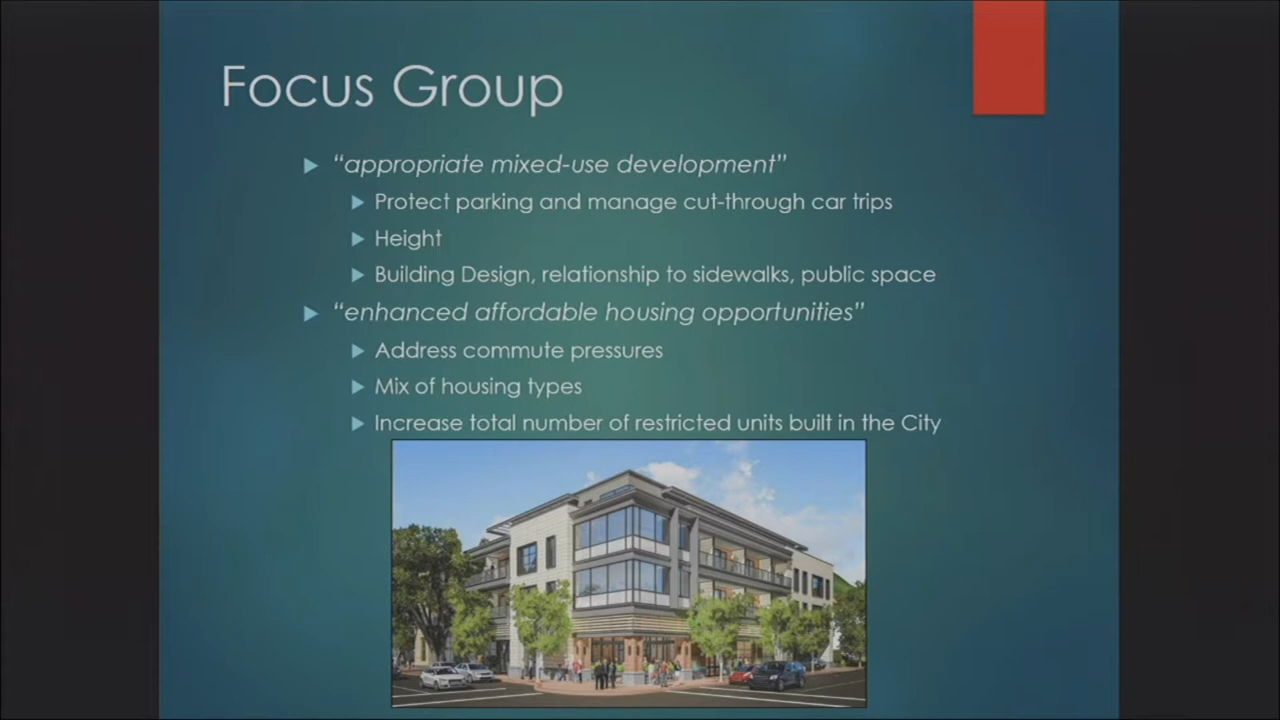 Focus Group
“appropriate mixed-use development”
Protect parking and manage cut-through car trips
Height
Building Design, relationship to sidewalks, public space
“enhanced affordable housing opportunities”
Address commute pressures
Mix of housing types
Increase total number of restricted units built in the City